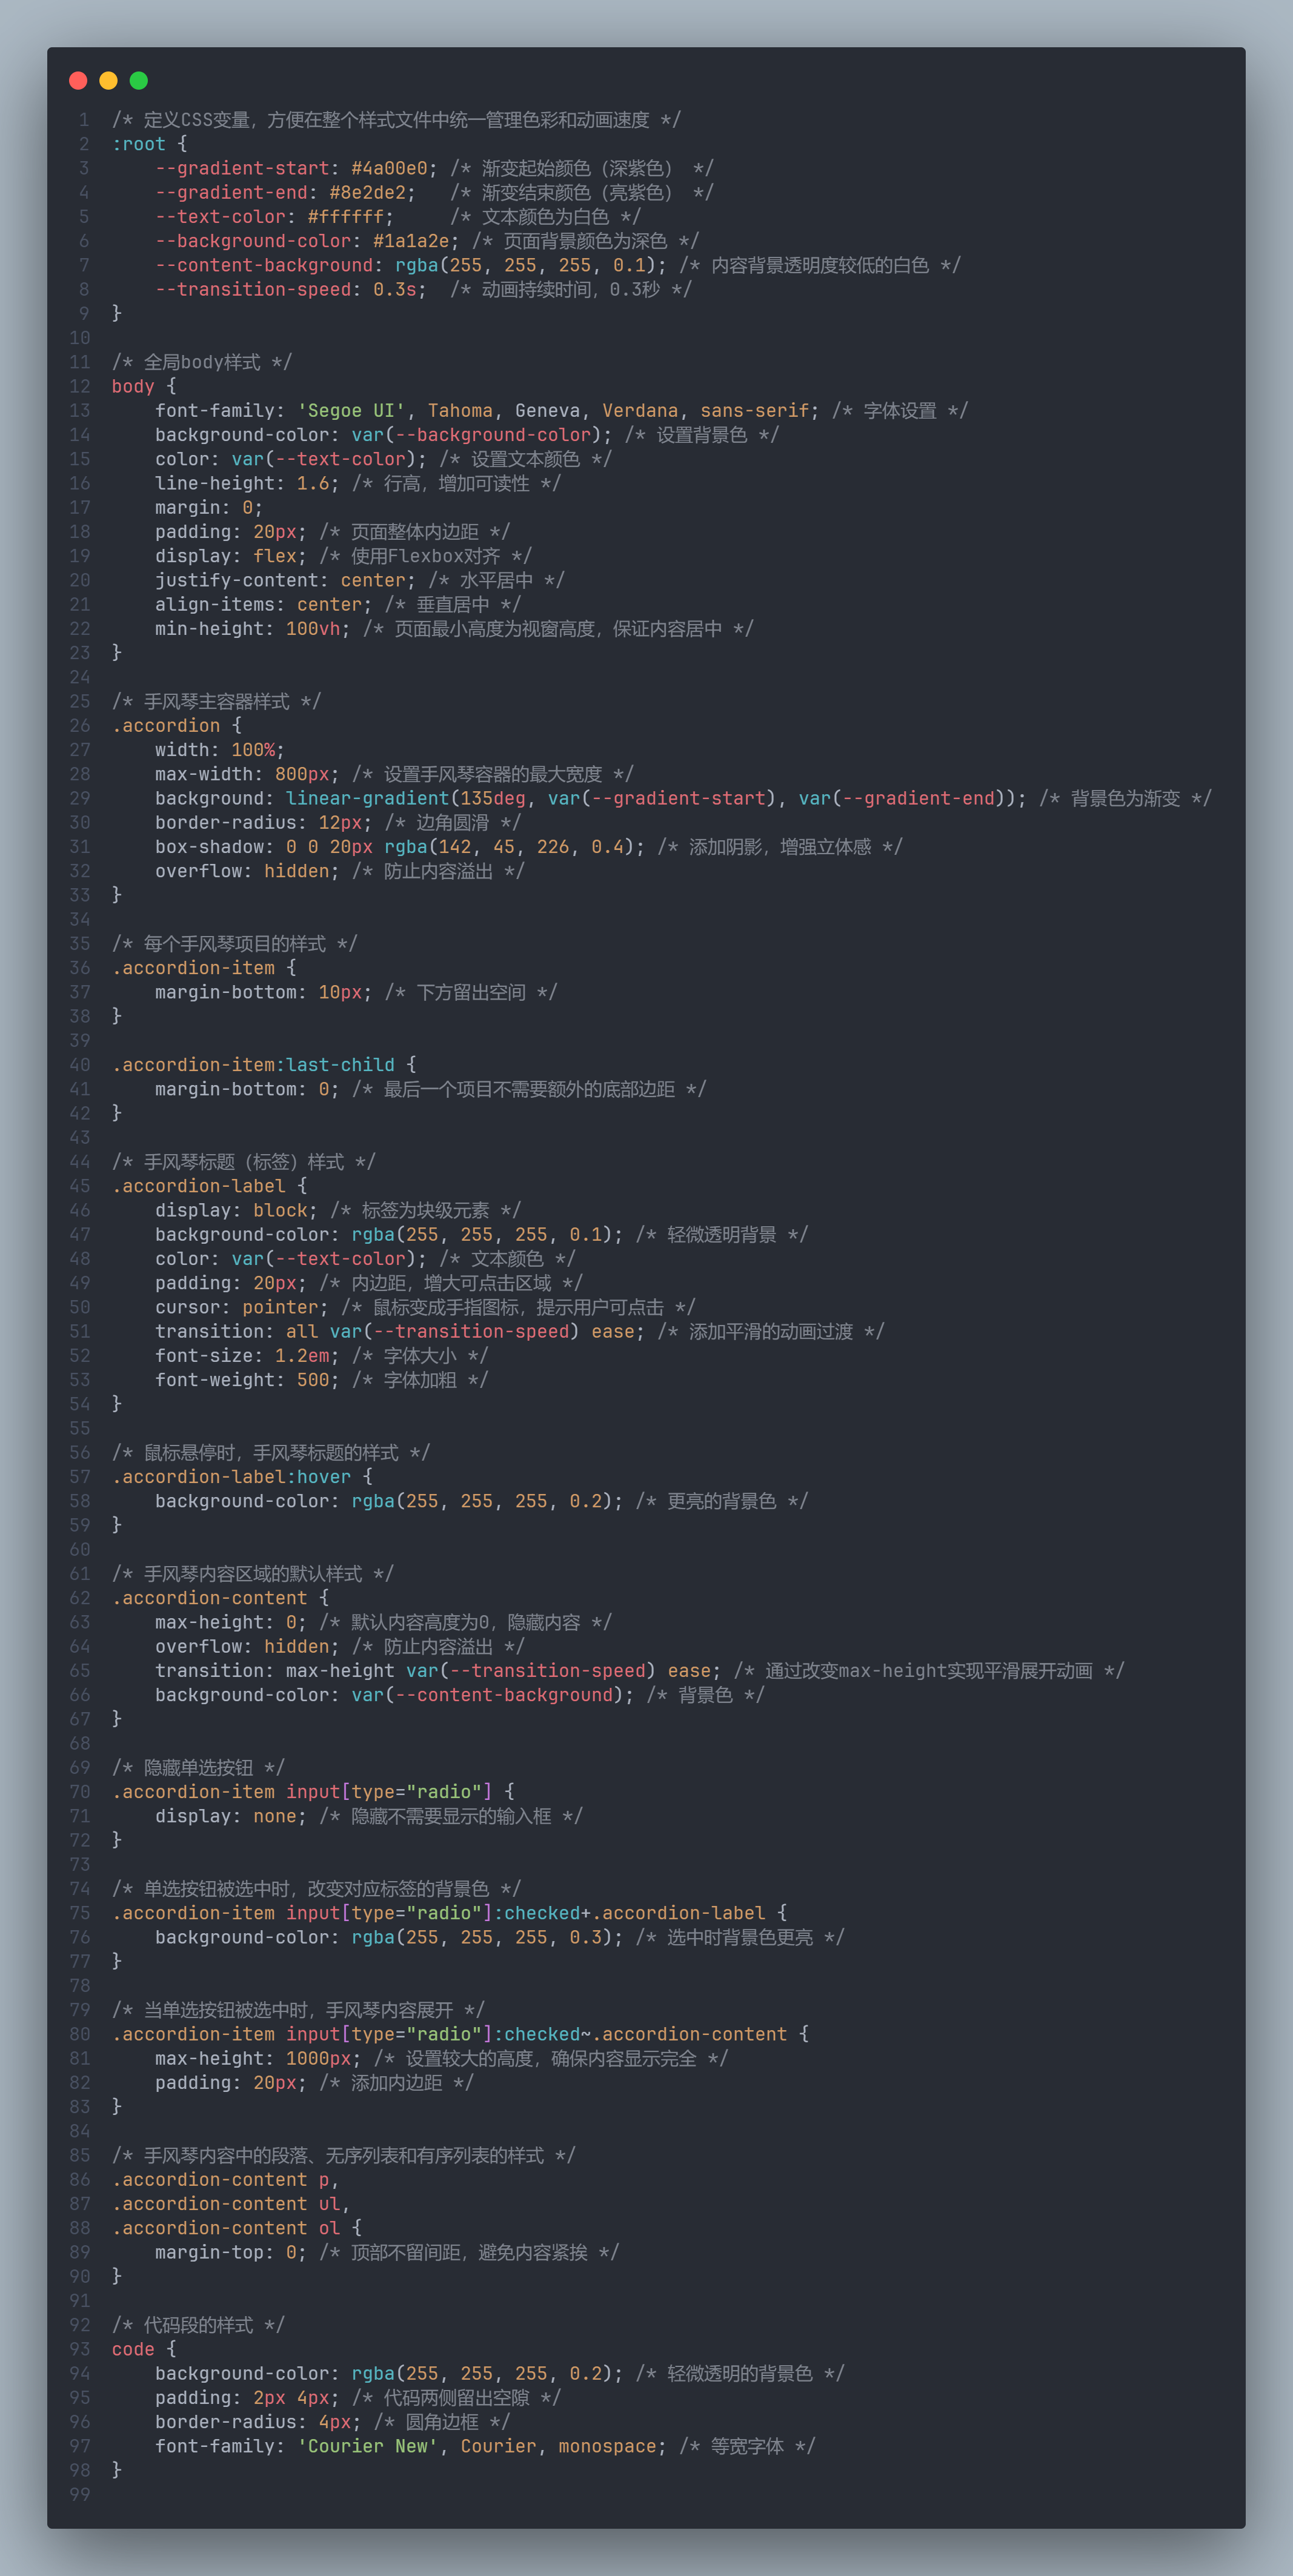 1 /* 定义CSS变量，方便在整个样式文件中统一管理色彩和动画速度 */
2 :root {
3     --gradient-start: #4a00e0; /* 渐变起始颜色（深紫色） */
4     --gradient-end: #8e2de2;   /* 渐变结束颜色（亮紫色） */
5     --text-color: #ffffff;     /* 文本颜色为白色 */
6     --background-color: #1a1a2e; /* 页面背景颜色为深色 */
7     --content-background: rgba(255, 255, 255, 0.1); /* 内容背景透明度较低的白色 */
8     --transition-speed: 0.3s;  /* 动画持续时间，0.3秒 */
9 }
10
11 /* 全局body样式 */
12 body {
13     font-family: 'Segoe UI', Tahoma, Geneva, Verdana, sans-serif; /* 字体设置 */
14     background-color: var(--background-color); /* 设置背景色 */
15     color: var(--text-color); /* 设置文本颜色 */
16     line-height: 1.6; /* 行高，增加可读性 */
17     margin: 0;
18     padding: 20px; /* 页面整体内边距 */
19     display: flex; /* 使用Flexbox对齐 */
20     justify-content: center; /* 水平居中 */
21     align-items: center; /* 垂直居中 */
22     min-height: 100vh; /* 页面最小高度为视窗高度，保证内容居中 */
23 }
24
25 /* 手风琴主容器样式 */
26 .accordion {
27     width: 100%;
28     max-width: 800px; /* 设置手风琴容器的最大宽度 */
29     background: linear-gradient(135deg, var(--gradient-start), var(--gradient-end)); /* 背景色为渐变 */
30     border-radius: 12px; /* 边角圆滑 */
31     box-shadow: 0 0 20px rgba(142, 45, 226, 0.4); /* 添加阴影，增强立体感 */
32     overflow: hidden; /* 防止内容溢出 */
33 }
34
35 /* 每个手风琴项目的样式 */
36 .accordion-item {
37     margin-bottom: 10px; /* 下方留出空间 */
38 }
39
40 .accordion-item:last-child {
41     margin-bottom: 0; /* 最后一个项目不需要额外的底部边距 */
42 }
43
44 /* 手风琴标题（标签）样式 */
45 .accordion-label {
46     display: block; /* 标签为块级元素 */
47     background-color: rgba(255, 255, 255, 0.1); /* 轻微透明背景 */
48     color: var(--text-color); /* 文本颜色 */
49     padding: 20px; /* 内边距，增大可点击区域 */
50     cursor: pointer; /* 鼠标变成手指图标，提示用户可点击 */
51     transition: all var(--transition-speed) ease; /* 添加平滑的动画过渡 */
52     font-size: 1.2em; /* 字体大小 */
53     font-weight: 500; /* 字体加粗 */
54 }
55
56 /* 鼠标悬停时，手风琴标题的样式 */
57 .accordion-label:hover {
58     background-color: rgba(255, 255, 255, 0.2); /* 更亮的背景色 */
59 }
60
61 /* 手风琴内容区域的默认样式 */
62 .accordion-content {
63     max-height: 0; /* 默认内容高度为0，隐藏内容 */
64     overflow: hidden; /* 防止内容溢出 */
65     transition: max-height var(--transition-speed) ease; /* 通过改变max-height实现平滑展开动画 */
66     background-color: var(--content-background); /* 背景色 */
67 }
68
69 /* 隐藏单选按钮 */
70 .accordion-item input[type="radio"] {
71     display: none; /* 隐藏不需要显示的输入框 */
72 }
73
74 /* 单选按钮被选中时，改变对应标签的背景色 */
75 .accordion-item input[type="radio"]:checked+.accordion-label {
76     background-color: rgba(255, 255, 255, 0.3); /* 选中时背景色更亮 */
77 }
78
79 /* 当单选按钮被选中时，手风琴内容展开 */
80 .accordion-item input[type="radio"]:checked~.accordion-content {
81     max-height: 1000px; /* 设置较大的高度，确保内容显示完全 */
82     padding: 20px; /* 添加内边距 */
83 }
84
85 /* 手风琴内容中的段落、无序列表和有序列表的样式 */
86 .accordion-content p,
87 .accordion-content ul,
88 .accordion-content ol {
89     margin-top: 0; /* 顶部不留间距，避免内容紧挨 */
90 }
91
92 /* 代码段的样式 */
93 code {
94     background-color: rgba(255, 255, 255, 0.2); /* 轻微透明的背景色 */
95     padding: 2px 4px; /* 代码两侧留出空隙 */
96     border-radius: 4px; /* 圆角边框 */
97     font-family: 'Courier New', Courier, monospace; /* 等宽字体 */
98 }
99